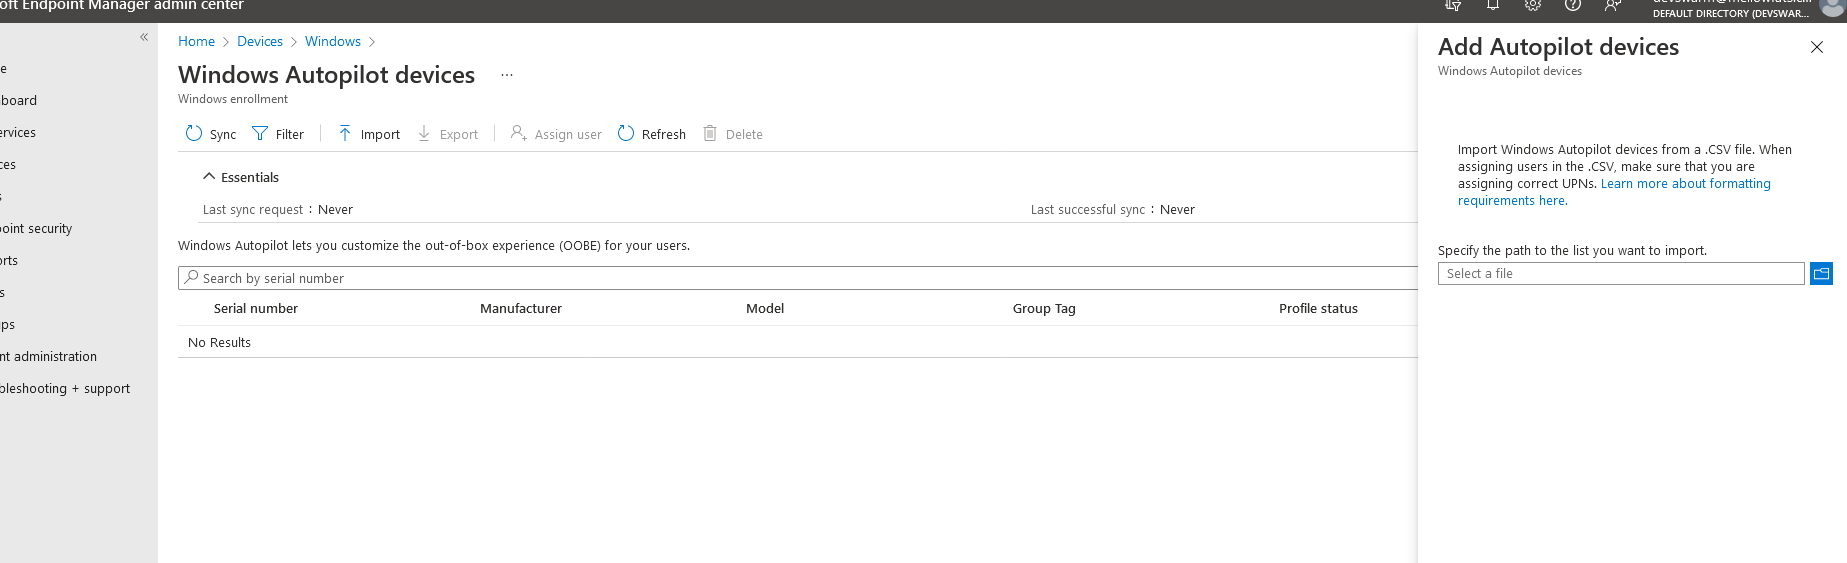 oft Endpoint Manager admin center
DEFAULT DIRECTORY (DEVSWAR...
«
e
board
ervices
ces
s
point security
orts
s
ups
nt administration
bleshooting + support
Home > Devices > Windows >
Windows Autopilot devices ...
Windows enrollment
Sync Filter Import Export Assign user Refresh Delete
Essentials
Last sync request : Never
Last successful sync : Never
Windows Autopilot lets you customize the out-of-box experience (OOBE) for your users.
Search by serial number
Serial number Manufacturer Model Group Tag Profile status
No Results
Add Autopilot devices
Windows Autopilot devices
Import Windows Autopilot devices from a .CSV file. When
assigning users in the .CSV, make sure that you are
assigning correct UPNs. Learn more about formatting
requirements here.
Specify the path to the list you want to import.
Select a file